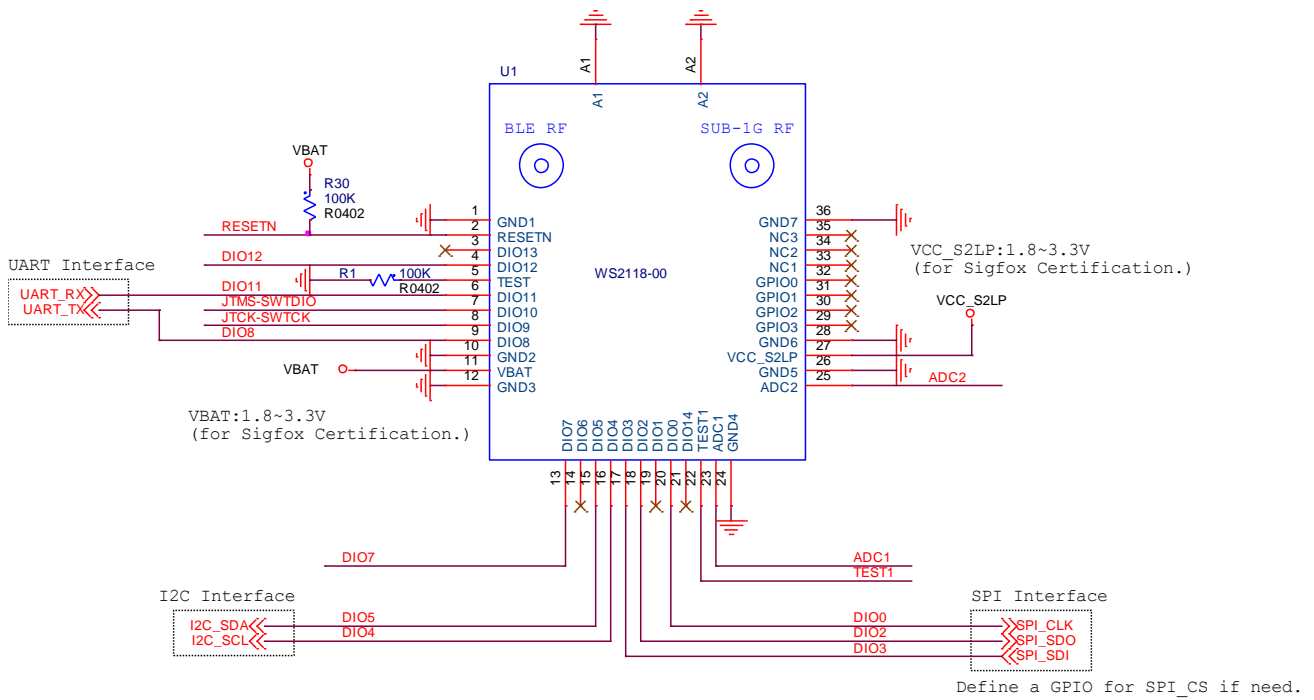 A1
A2
U1
A1
A2
BLE RF
SUB-1G RF
VBAT
R30
100K
R0402
WS2118-00
1
GND1
2
RESETN
RESETN
3
DIO13
4
DIO12
DIO12
5
TEST
R1
100K
R0402
6
DIO11
DIO11
7
DIO10
JTMS-SWTDIO
8
DIO9
JTCK-SWTCK
9
DIO8
DIO8
10
GND2
11
VBAT
VBAT
12
GND3
UART Interface
UART_RX
UART_TX
VBAT:1.8~3.3V
(for Sigfox Certification.)
36
GND7
35
NC3
34
NC2
33
NC1
32
GPIO0
31
GPIO1
30
GPIO2
29
GPIO3
28
GND6
27
VCC_S2LP
26
GND5
25
ADC2
ADC2
VCC_S2LP:1.8~3.3V
(for Sigfox Certification.)
VCC_S2LP
DIO7
DIO6
DIO5
DIO4
DIO3
DIO2
DIO1
DIO0
DIO14
TEST1
ADC1
GND4
13
14
15
16
17
18
19
20
21
22
23
24
DIO7
ADC1
TEST1
I2C Interface
I2C_SDA
I2C_SCL
DIO5
DIO4
SPI Interface
DIO0
SPI_CLK
DIO2
SPI_SDO
DIO3
SPI_SDI
Define a GPIO for SPI_CS if need.